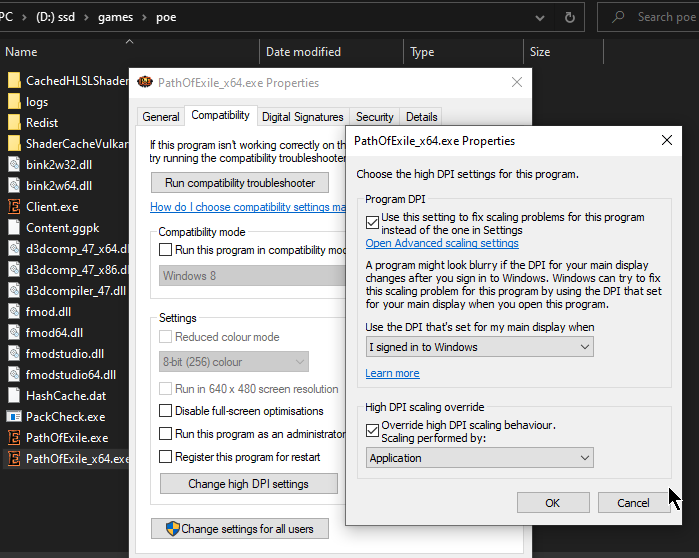 PC > (D:) ssd > games > poe
Search poe
Name Date modified Type Size
CachedHLSLShader
logs
Redist
ShaderCacheVulkan
bink2w32.dll
bink2w64.dll
Client.exe
Content.ggpk
d3dcomp_47_x64.dl
d3dcomp_47_x86.dl
d3dcompiler_47.dll
fmod.dll
fmod64.dll
fmodstudio.dll
fmodstudio64.dll
HashCache.dat
PackCheck.exe
PathOfExile.exe
PathOfExile_x64.exe
PathOfExile_x64.exe Properties
General Compatibility Digital Signatures Security Details
If this program isn't working correctly on th
try running the compatibility troubleshooter
Run compatibility troubleshooter
How do I choose compatibility settings ma
Compatibility mode
Run this program in compatibility mod
Windows 8
Settings
Reduced colour mode
8-bit (256) colour
Run in 640 x 480 screen resolution
Disable full-screen optimisations
Run this program as an administrator
Register this program for restart
Change high DPI settings
Change settings for all users
PathOfExile_x64.exe Properties
Choose the high DPI settings for this program.
Program DPI
Use this setting to fix scaling problems for this program
instead of the one in Settings
Open Advanced scaling settings
A program might look blurry if the DPI for your main display
changes after you sign in to Windows. Windows can try to fix
this scaling problem for this program by using the DPI that set
for your main display when you open this program.
Use the DPI that's set for my main display when
I signed in to Windows
Learn more
High DPI scaling override
Override high DPI scaling behaviour.
Scaling performed by:
Application
OK Cancel